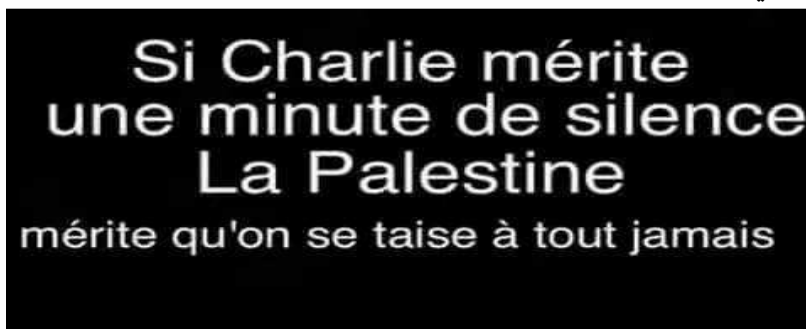 Si Charlie mérite
une minute de silence
La Palestine
mérite qu'on se taise à tout jamais